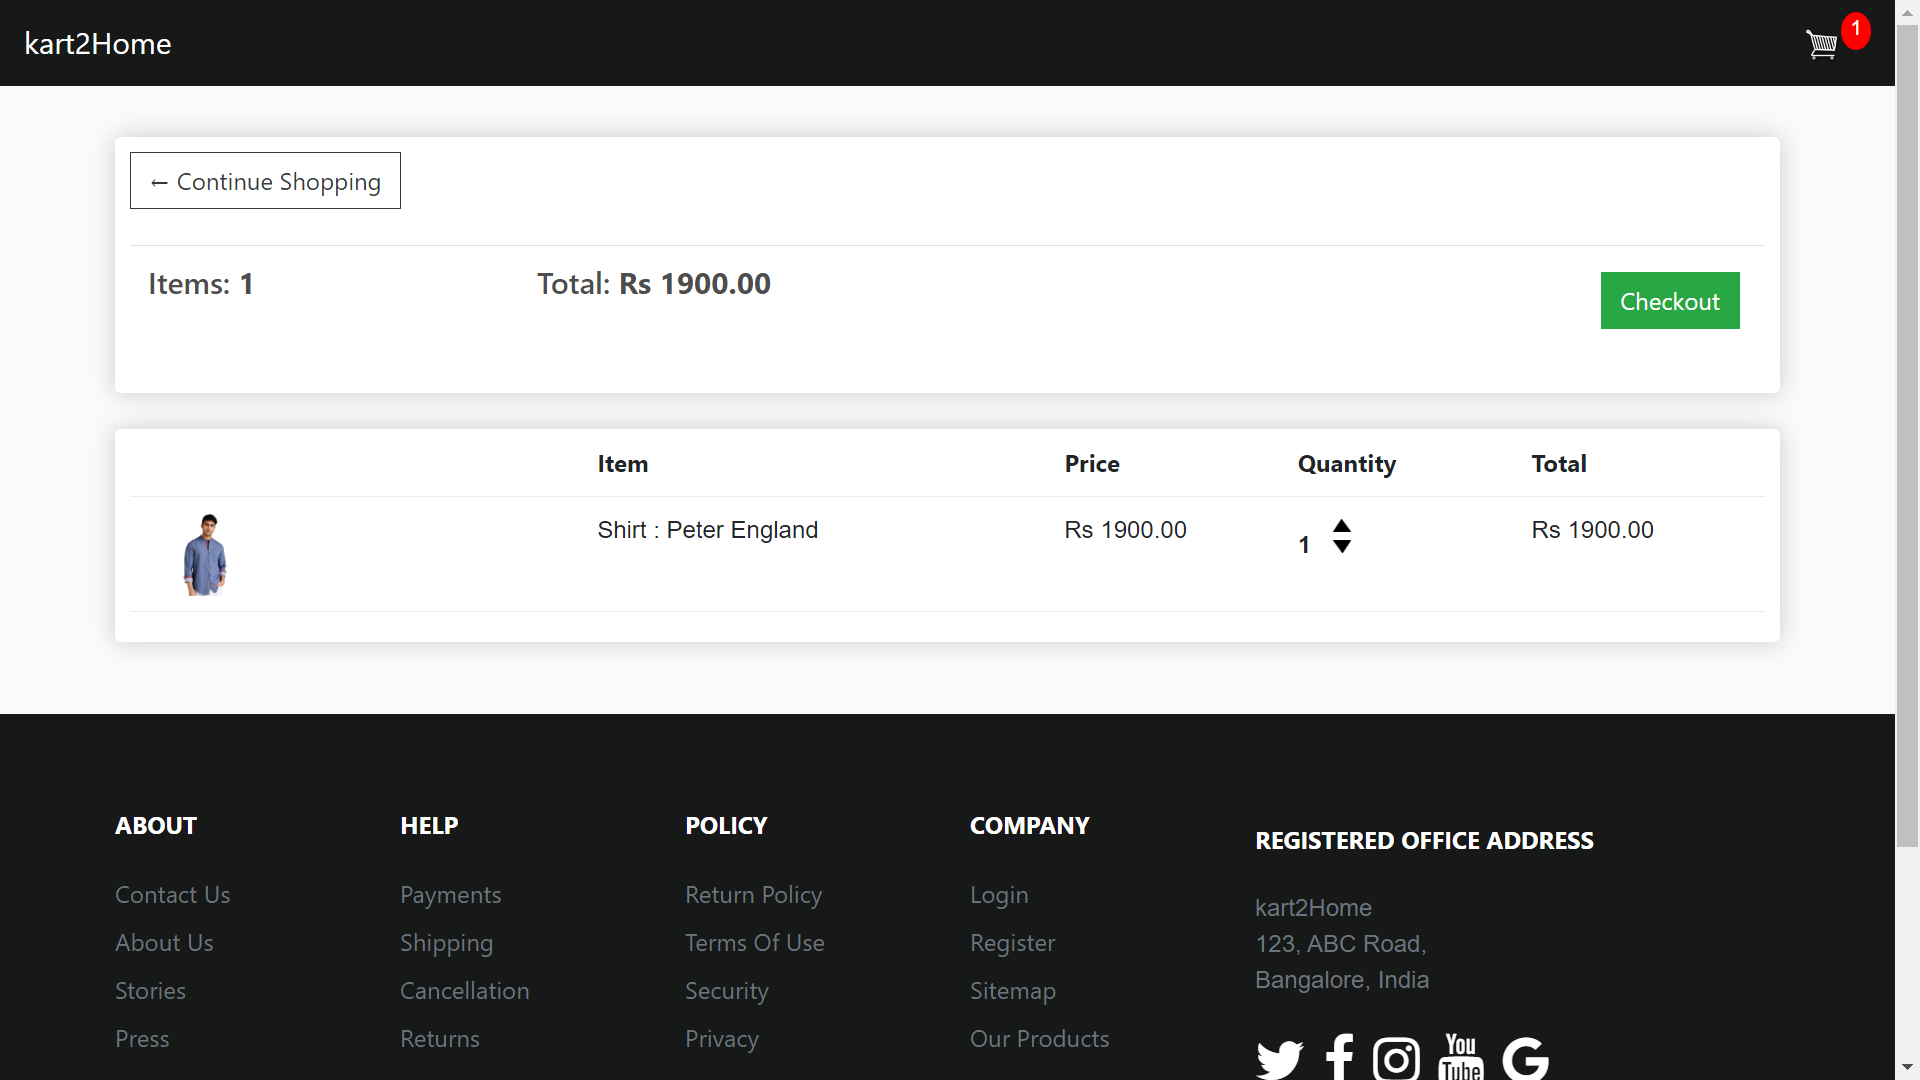 kart2Home
1
← Continue Shopping
Items: 1
Total: Rs 1900.00
Checkout
Item Price Quantity Total
Shirt : Peter England Rs 1900.00 1 Rs 1900.00
ABOUT
Contact Us
About Us
Stories
Press
HELP
Payments
Shipping
Cancellation
Returns
POLICY
Return Policy
Terms Of Use
Security
Privacy
COMPANY
Login
Register
Sitemap
Our Products
REGISTERED OFFICE ADDRESS
kart2Home
123, ABC Road,
Bangalore, India
You
Tube